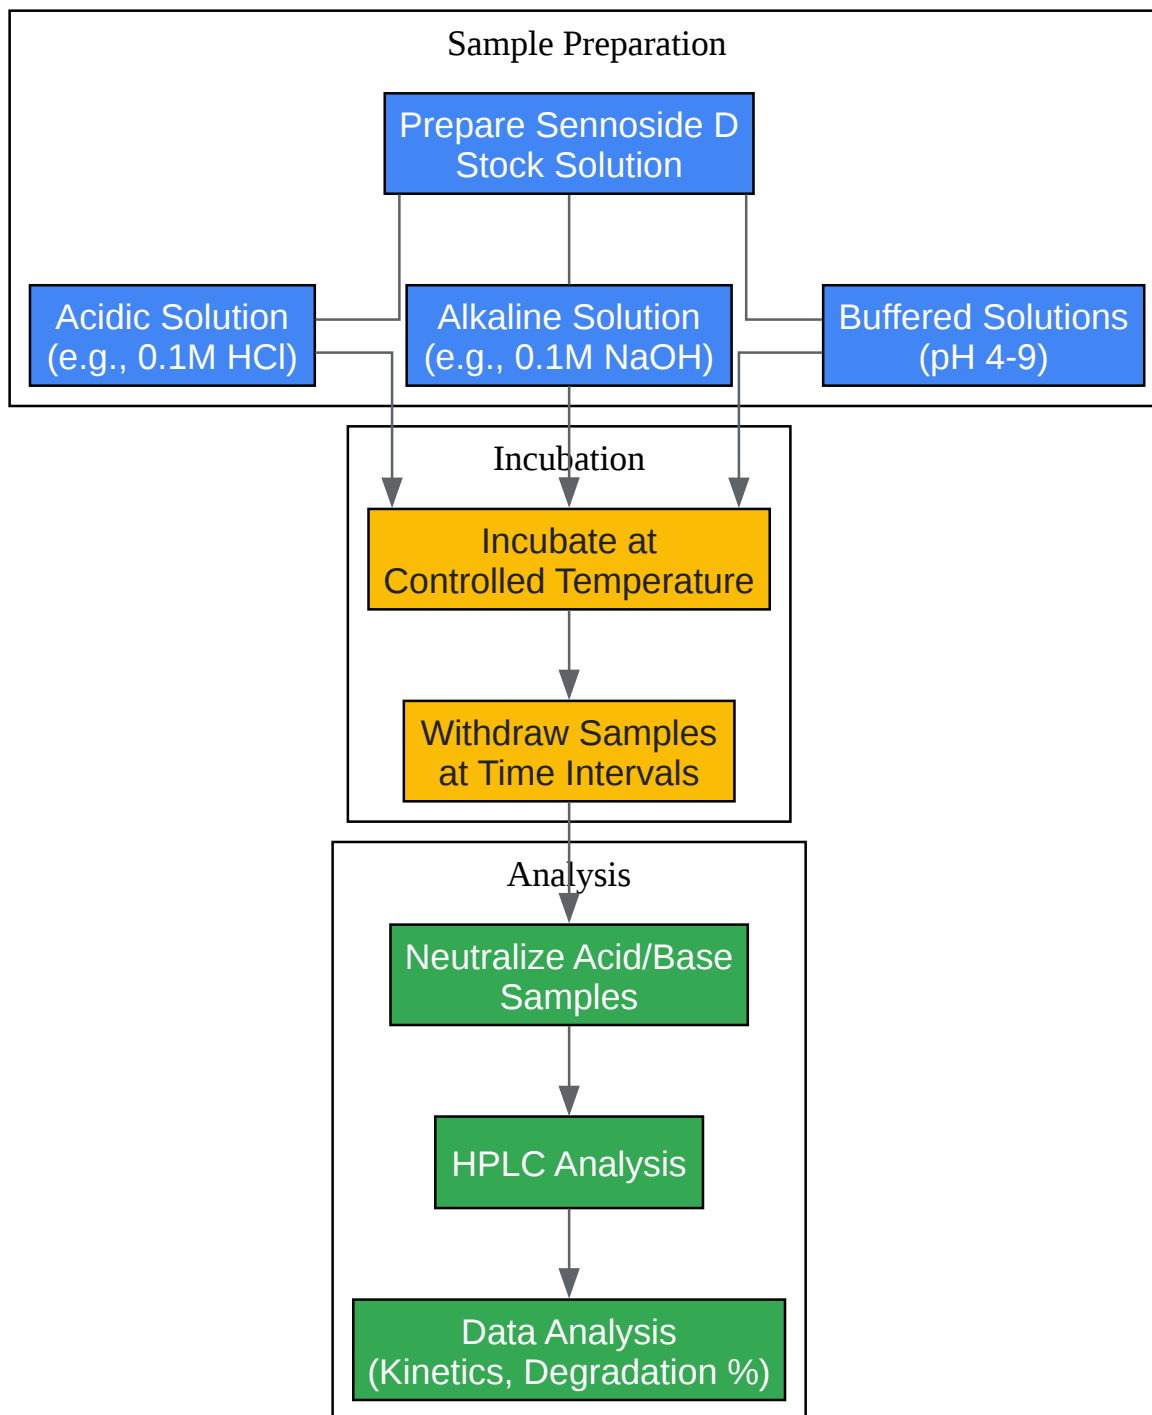 Sample Preparation
Prepare Sennoside D
Stock Solution
Acidic Solution
(e.g., 0.1M HCl)
Alkaline Solution
(e.g., 0.1M NaOH)
Buffered Solutions
(pH 4-9)
Incubation
Incubate at
Controlled Temperature
Withdraw Samples
at Time Intervals
Analysis
Neutralize Acid/Base
Samples
HPLC Analysis
Data Analysis
(Kinetics, Degradation %)